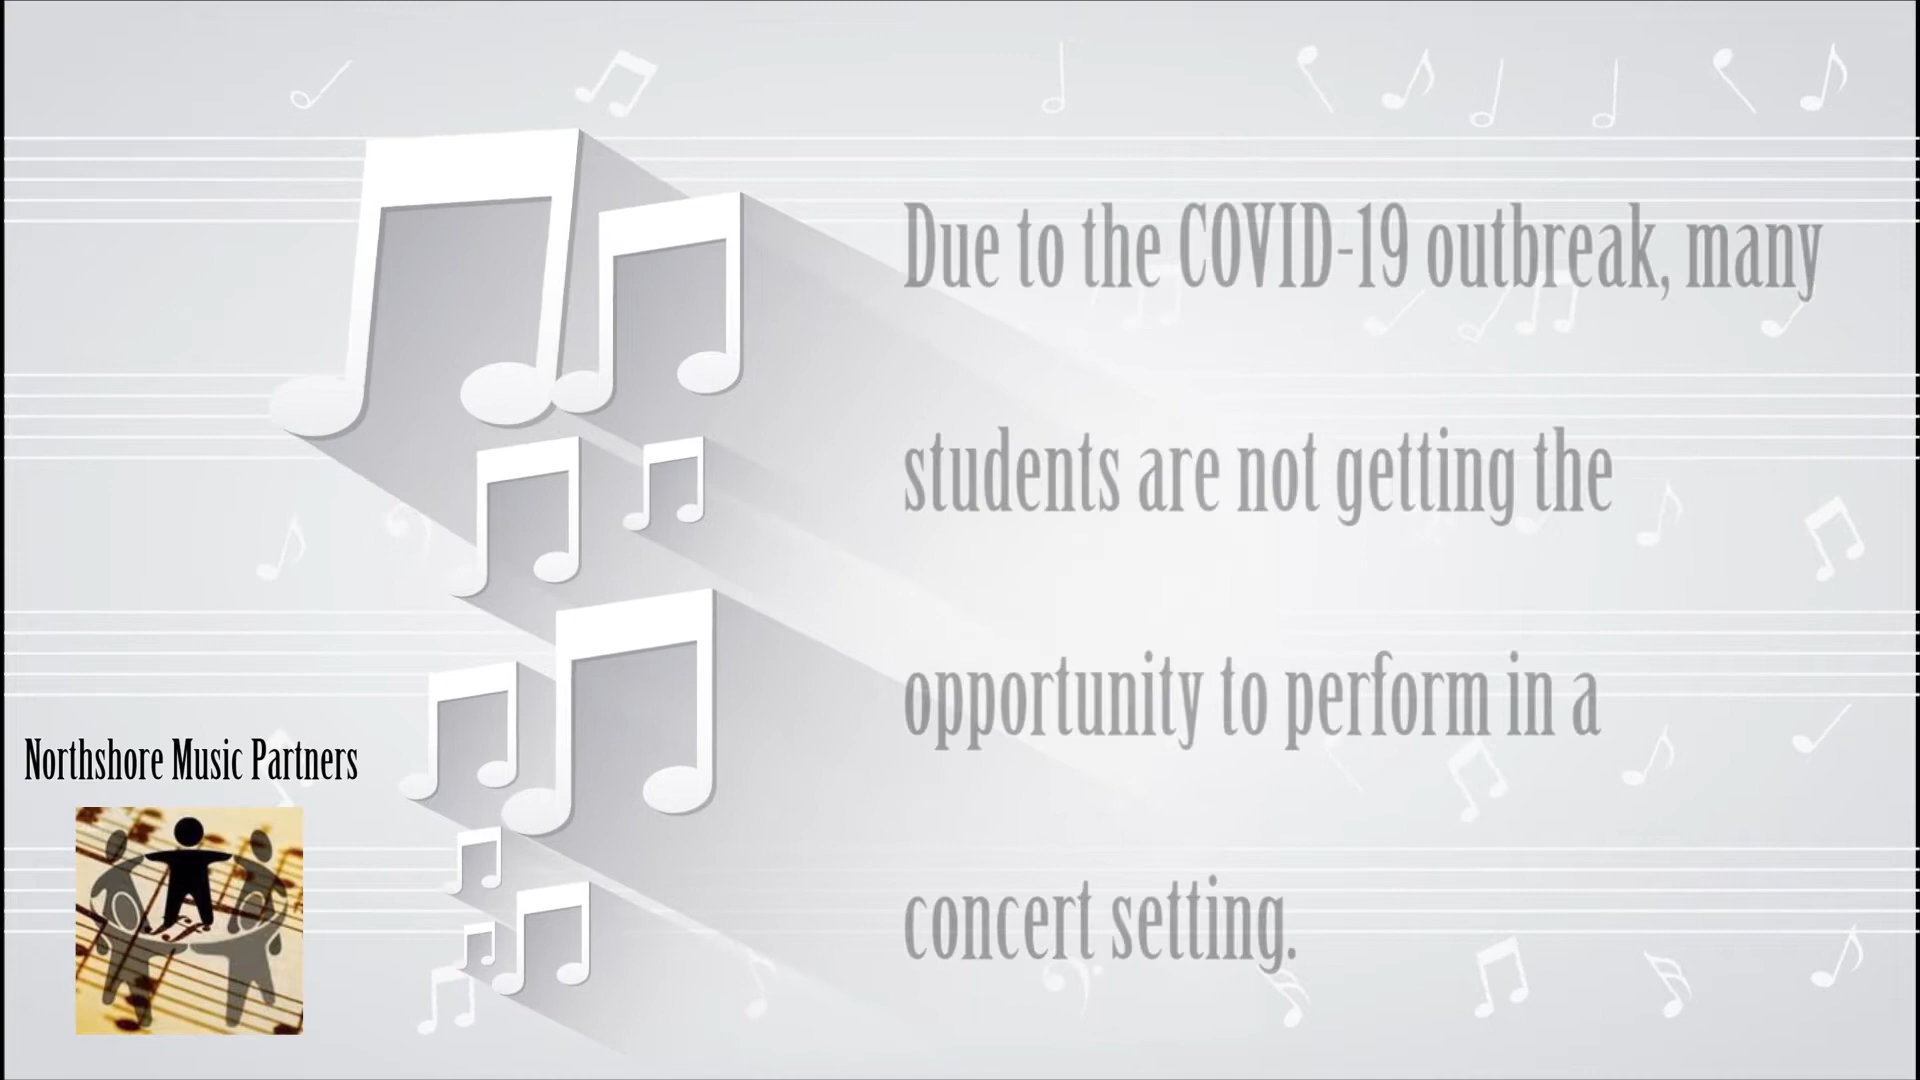 Due to the COVID-19 outbreak, many
students are not getting the
opportunity to perform in a
concert setting.
Northshore Music Partners